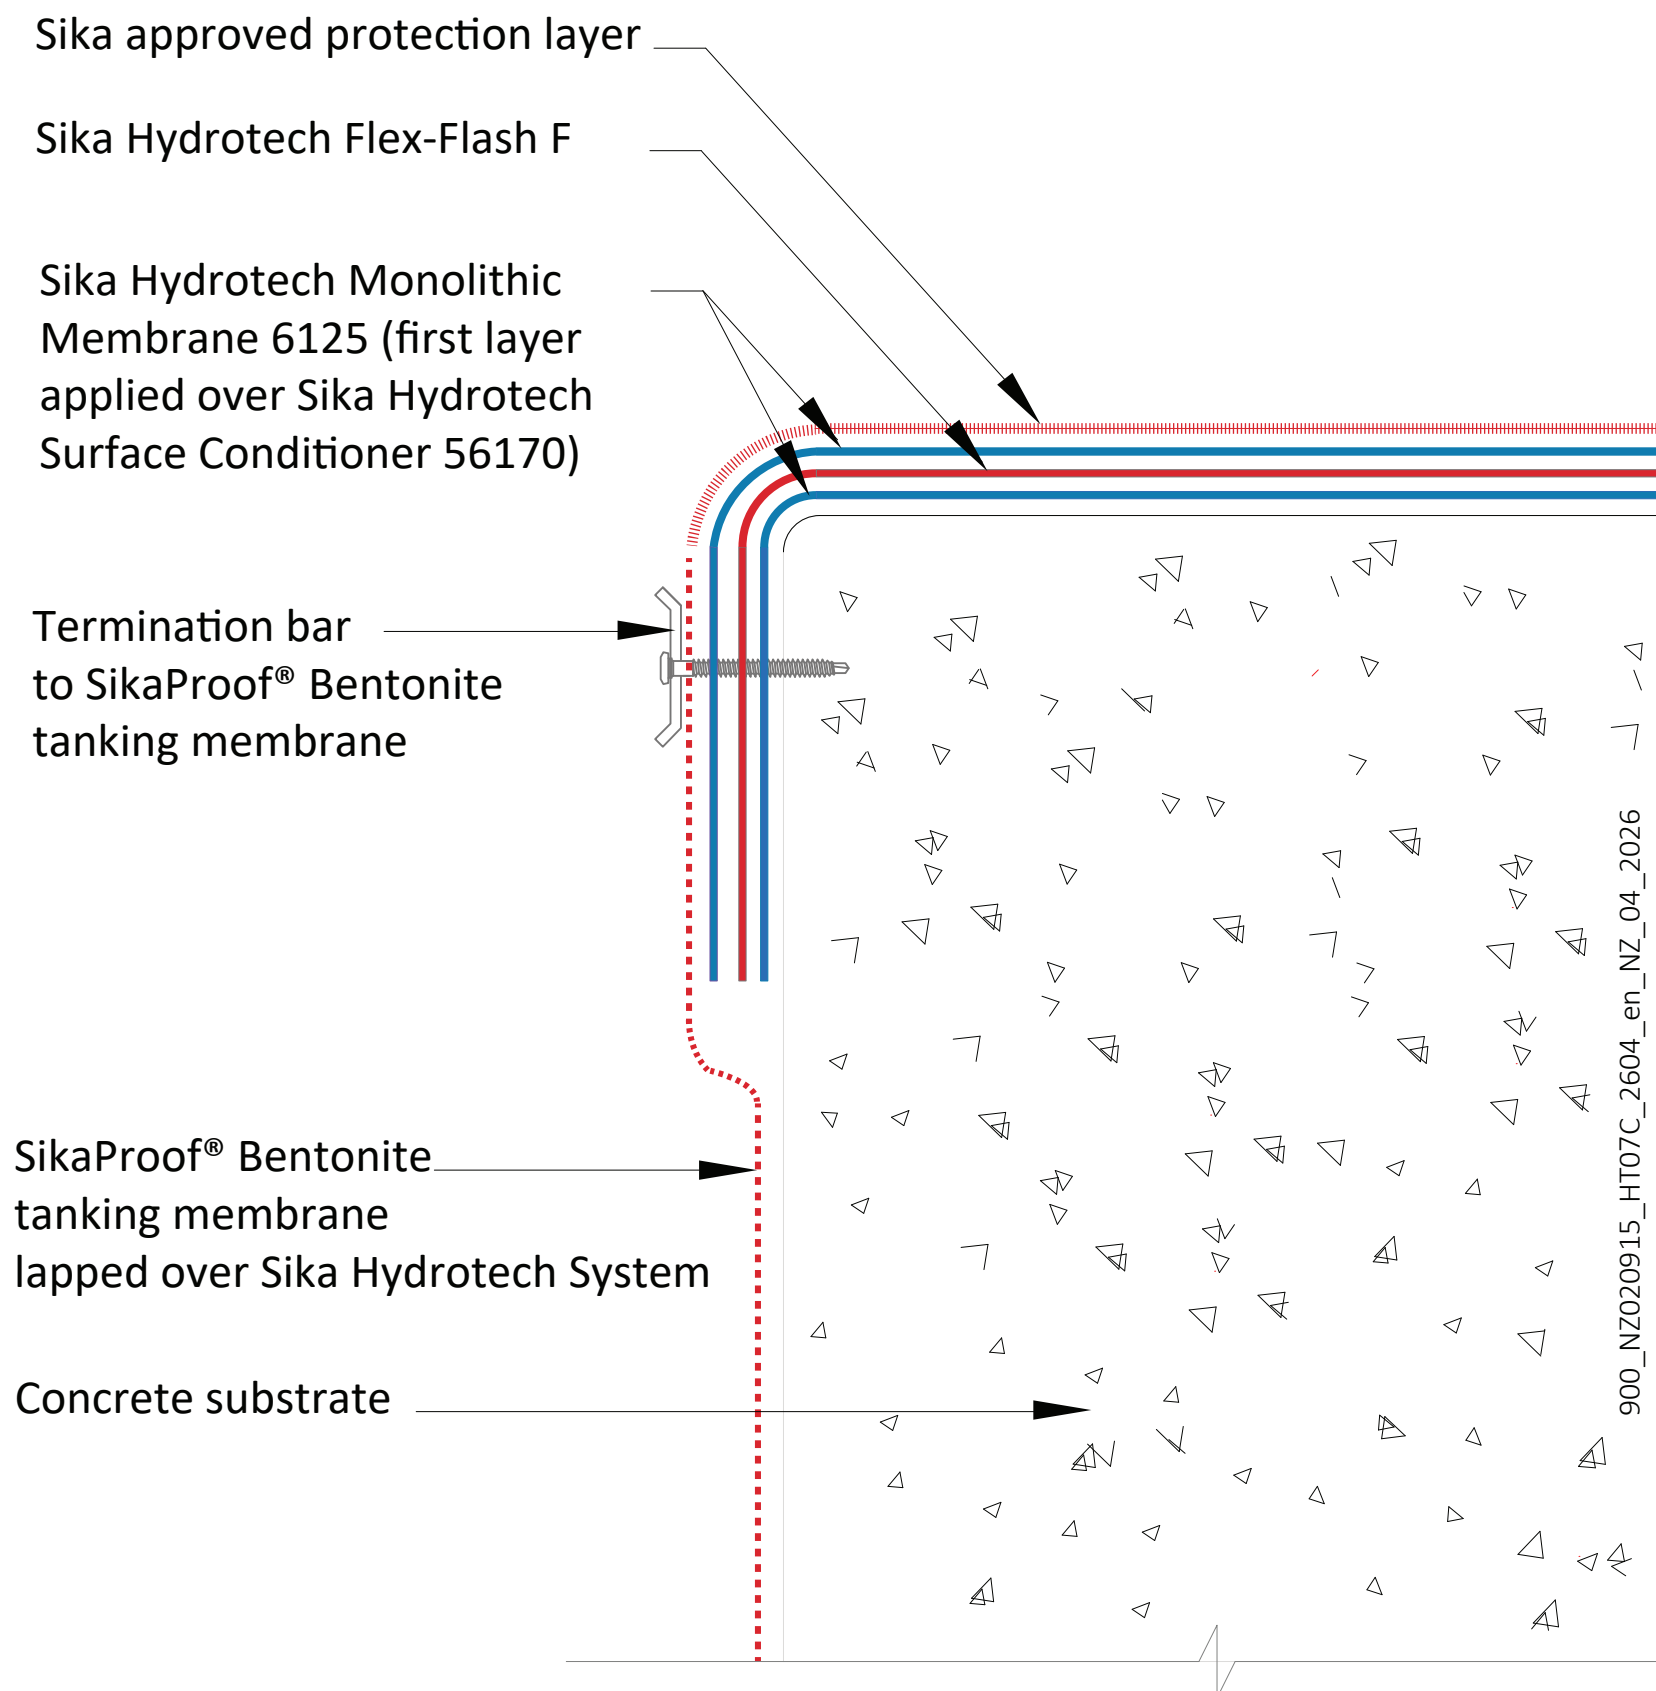 Sika approved protection layer
Sika Hydrotech Flex-Flash F
Sika Hydrotech Monolithic
Membrane 6125 (first layer
applied over Sika Hydrotech
Surface Conditioner 56170)
Termination bar
to SikaProof® Bentonite
tanking membrane
SikaProof® Bentonite
tanking membrane
lapped over Sika Hydrotech System
Concrete substrate
900_NZ020915_HT07C_2604_en_NZ_04_2026